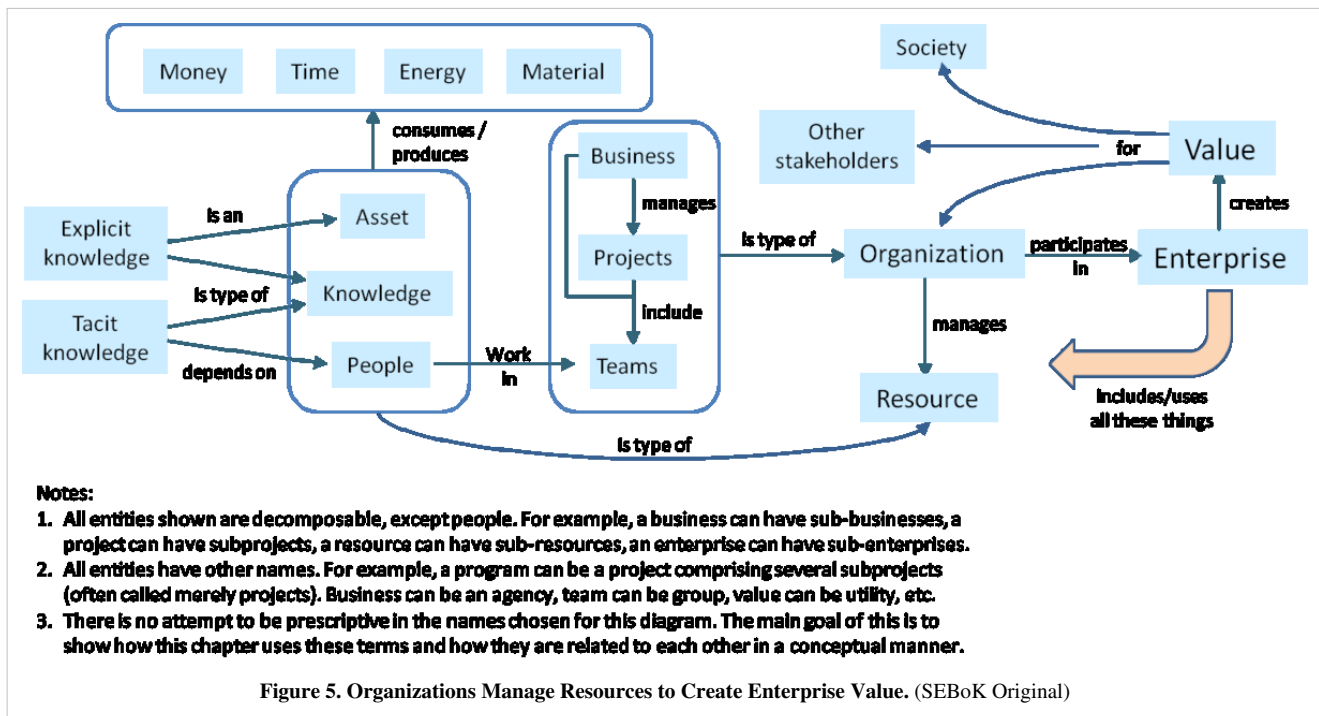 Money
Time
Energy
Material
Society
consumes /
produces
Business
Other
stakeholders
for
Value
manages
creates
Explicit
knowledge
Is an
Asset
Projects
Is type of
Organization
participates
in
Enterprise
Is type of
Knowledge
include
manages
Tacit
knowledge
depends on
People
Work
in
Teams
Resource
Includes/uses
all these things
Is type of
Notes:
1. All entities shown are decomposable, except people. For example, a business can have sub-businesses, a
project can have subprojects, a resource can have sub-resources, an enterprise can have sub-enterprises.
2. All entities have other names. For example, a program can be a project comprising several subprojects
(often called merely projects). Business can be an agency, team can be group, value can be utility, etc.
3. There is no attempt to be prescriptive in the names chosen for this diagram. The main goal of this is to
show how this chapter uses these terms and how they are related to each other in a conceptual manner.
Figure 5. Organizations Manage Resources to Create Enterprise Value. (SEBoK Original)